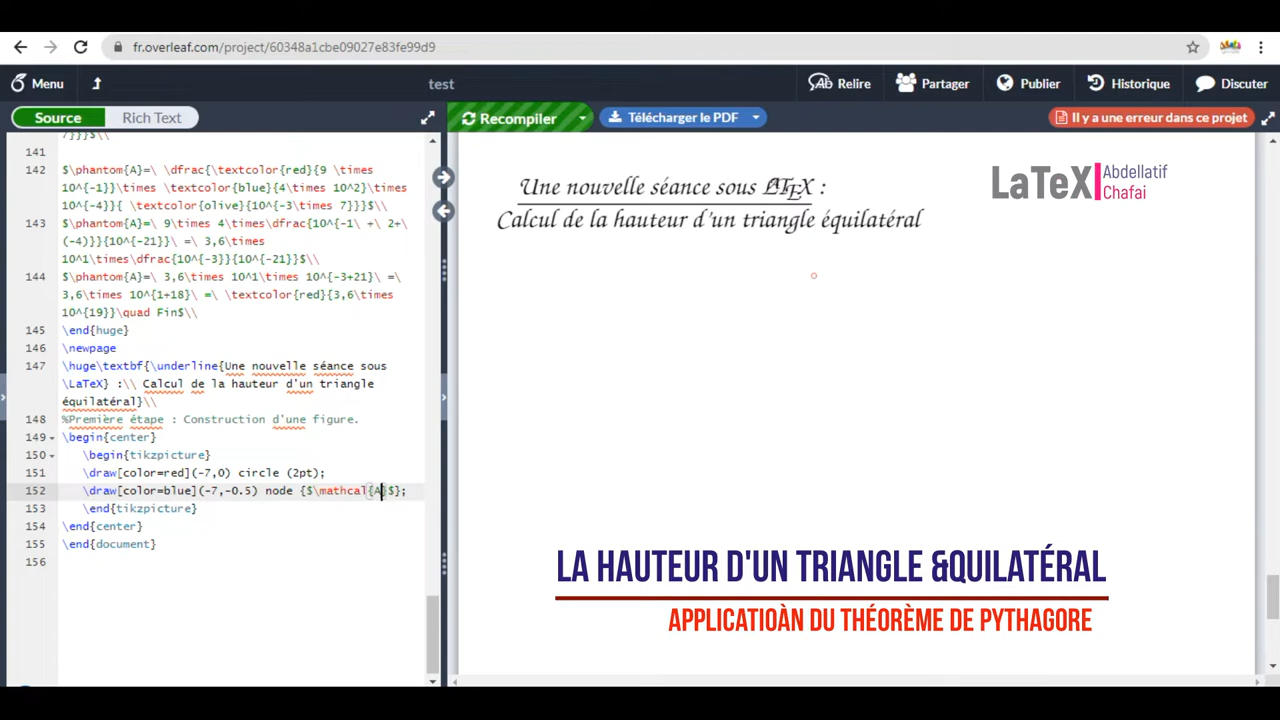 fr.overleaf.com/project/60348a1cbe09027e83fe99d9
Menu
test
Relire
Partager
Publier
Historique
Discuter
Source
Rich Text
Recompiler
Télécharger le PDF
Il y a une erreur dans ce projet
7}}}$\\
141
142 $\phantom{A}=\ \dfrac{\textcolor{red}{9 \times
10^{-1}}\times \textcolor{blue}{4\times 10^2}\times
10^{-4}}{ \textcolor{olive}{10^{-3\times 7}}}$\\
143 $\phantom{A}=\ 9\times 4\times\dfrac{10^{-1\ +\ 2+\
(-4)}}{10^{-21}}\ =\ 3,6\times
10^1\times\dfrac{10^{-3}}{10^{-21}}$\\
144 $\phantom{A}=\ 3,6\times 10^1\times 10^{-3+21}\ =\
3,6\times 10^{1+18}\ =\ \textcolor{red}{3,6\times
10^{19}}\quad Fin$\\
145 \end{huge}
146 \newpage
147 \huge\textbf{\underline{Une nouvelle séance sous
\LaTeX} :\\ Calcul de la hauteur d'un triangle
équilatéral}\\
148 %Première étape : Construction d'une figure.
149 \begin{center}
150 \begin{tikzpicture}
151 \draw[color=red](-7,0) circle (2pt);
152 \draw[color=blue](-7,-0.5) node {$\mathcal{A}$};
153 \end{tikzpicture}
154 \end{center}
155 \end{document}
156
Une nouvelle séance sous LATEX :
Calcul de la hauteur d'un triangle équilatéral
LaTeX
Abdellatif
Chafai
LA HAUTEUR D'UN TRIANGLE &QUILATÉRAL
APPLICATIOÀN DU THÉORÈME DE PYTHAGORE